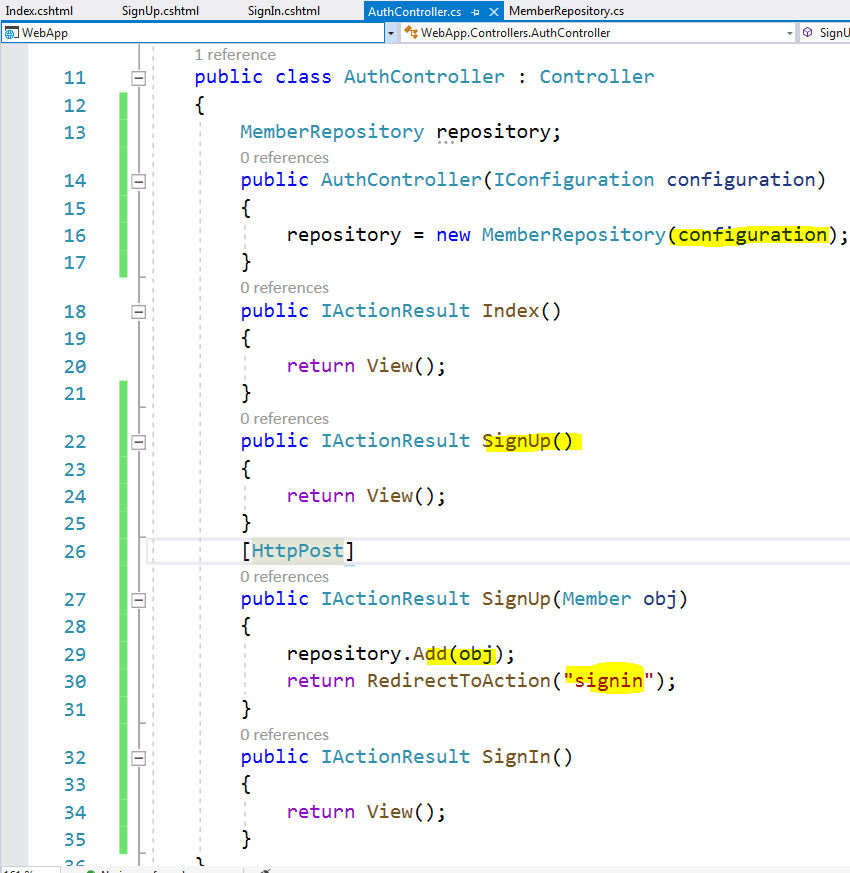 Index.cshtml SignUp.cshtml SignIn.cshtml AuthController.cs MemberRepository.cs
WebApp WebApp.Controllers.AuthController SignU
1 reference
11 public class AuthController : Controller
12 {
13 MemberRepository repository;
0 references
14 public AuthController(IConfiguration configuration)
15 {
16 repository = new MemberRepository(configuration);
17 }
0 references
18 public IActionResult Index()
19 {
20 return View();
21 }
0 references
22 public IActionResult SignUp()
23 {
24 return View();
25 }
26 [HttpPost]
0 references
27 public IActionResult SignUp(Member obj)
28 {
29 repository.Add(obj);
30 return RedirectToAction("signin");
31 }
0 references
32 public IActionResult SignIn()
33 {
34 return View();
35 }
36 }